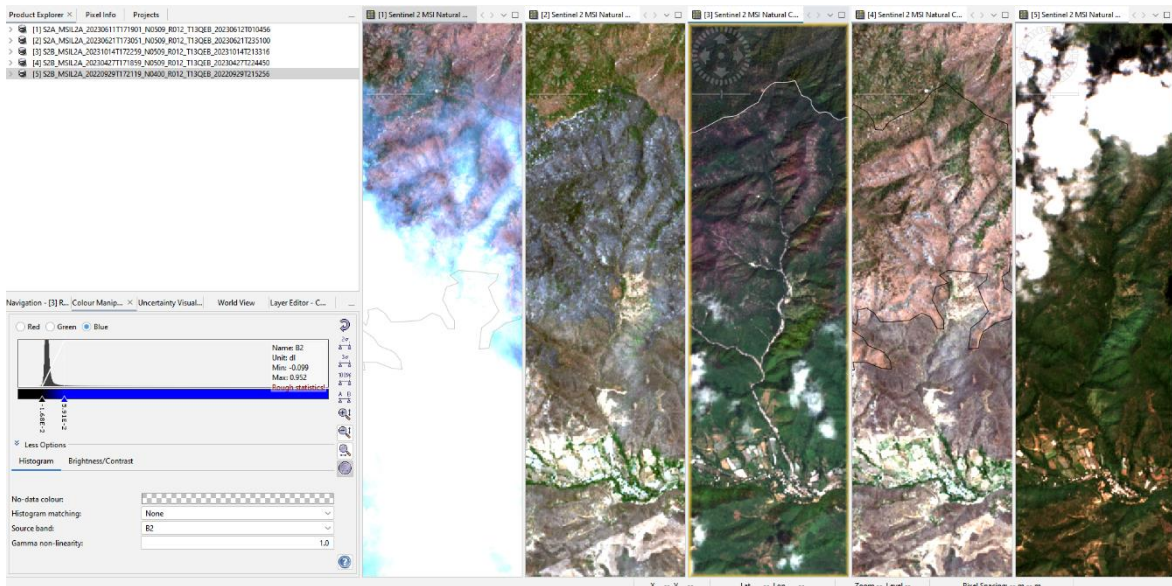 Product Explorer × Pixel Info Projects
[1] Sentinel 2 MSI Natural ...
[2] Sentinel 2 MSI Natural ...
[3] Sentinel 2 MSI Natural C...
[4] Sentinel 2 MSI Natural C...
[5] Sentinel 2 MSI Natural ...
[1] S2A_MSIL2A_20230611T171901_N0509_R012_T13QEB_20230612T010456
[2] S2A_MSIL2A_20230621T173051_N0509_R012_T13QEB_20230621T235100
[3] S2B_MSIL2A_20231014T172259_N0509_R012_T13QEB_20231014T213316
[4] S2B_MSIL2A_20230427T171859_N0509_R012_T13QEB_20230427T224450
[5] S2B_MSIL2A_20220929T172119_N0400_R012_T13QEB_20220929T215256
Navigation - [3] R... Colour Manip... × Uncertainty Visual... World View Layer Editor - C...
Red Green Blue
Name: B2
Unit: dl
Min: -0.099
Max: 0.952
Rough statistics!
-1.68E-2
Less Options
Histogram Brightness/Contrast
No-data colour:
Histogram matching: None
Source band: B2
Gamma non-linearity: 1.0